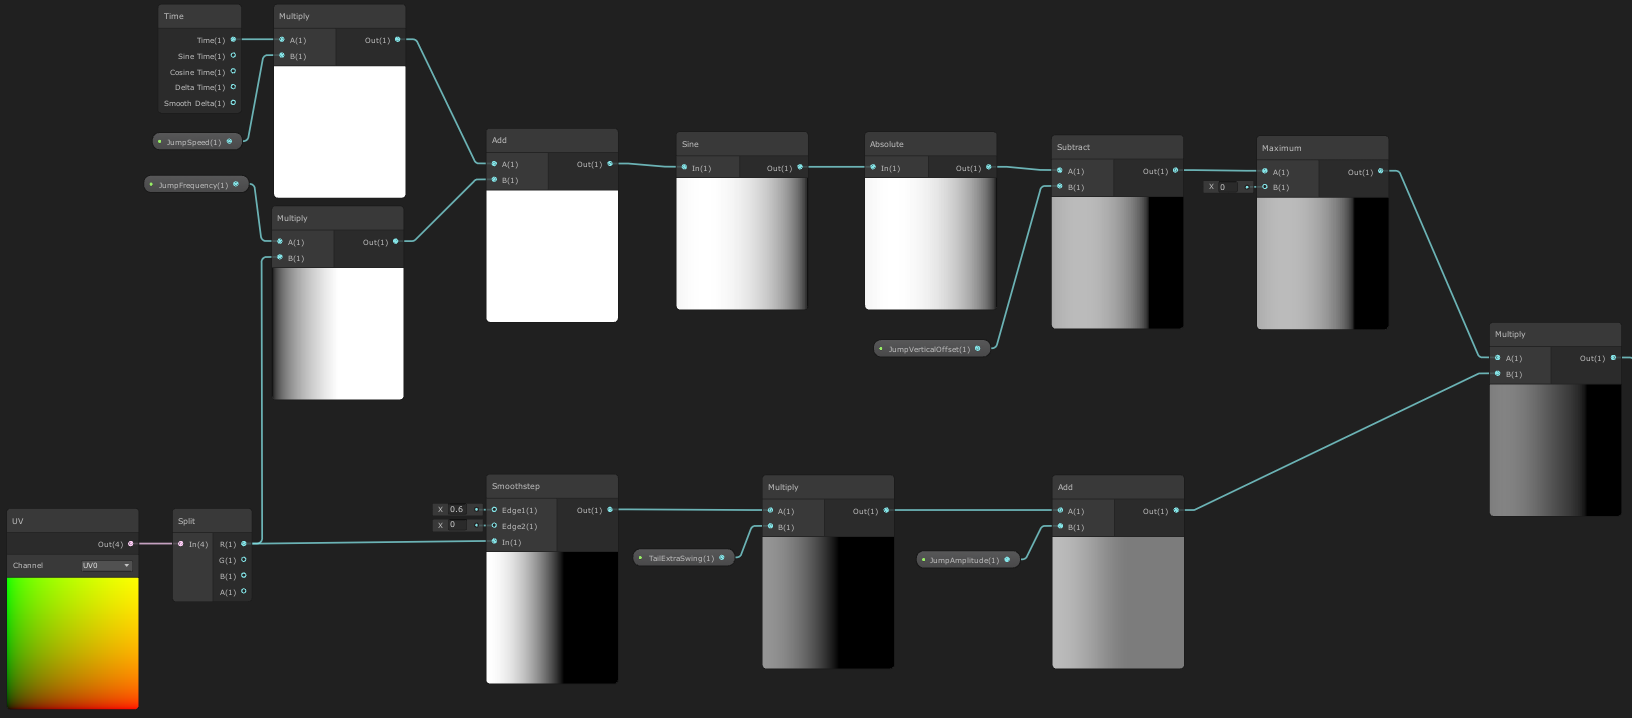 Time
Time(1)
Sine Time(1)
Cosine Time(1)
Delta Time(1)
Smooth Delta(1)
Multiply
A(1) Out(1)
B(1)
JumpSpeed(1)
JumpFrequency(1)
Multiply
A(1) Out(1)
B(1)
Add
A(1) Out(1)
B(1)
Sine
In(1) Out(1)
Absolute
In(1) Out(1)
JumpVerticalOffset(1)
Subtract
A(1) Out(1)
B(1)
Maximum
A(1) Out(1)
X 0 B(1)
Multiply
A(1) Out(1)
B(1)
UV
Out(4)
Channel UV0
Split
In(4) R(1)
G(1)
B(1)
A(1)
Smoothstep
X 0.6 Edge1(1) Out(1)
X 0 Edge2(1)
In(1)
TailExtraSwing(1)
Multiply
A(1) Out(1)
B(1)
JumpAmplitude(1)
Add
A(1) Out(1)
B(1)